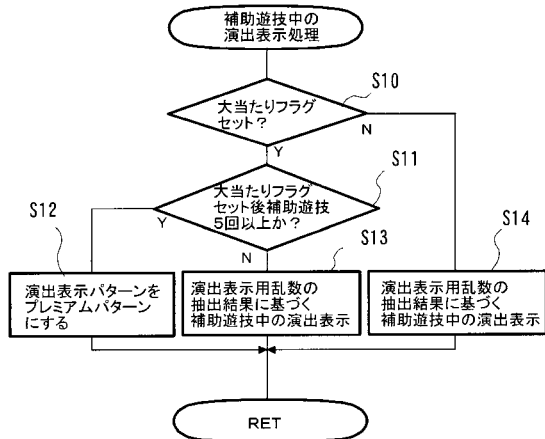 補助遊技中の
演出表示処理
S10
大当たりフラグ
セット？
N
Y
S11
大当たりフラグ
セット後補助遊技
5回以上か？
Y
N
S12
S13
S14
演出表示パターンを
プレミアムパターン
にする
演出表示用乱数の
抽出結果に基づく
補助遊技中の演出表示
演出表示用乱数の
抽出結果に基づく
補助遊技中の演出表示
RET